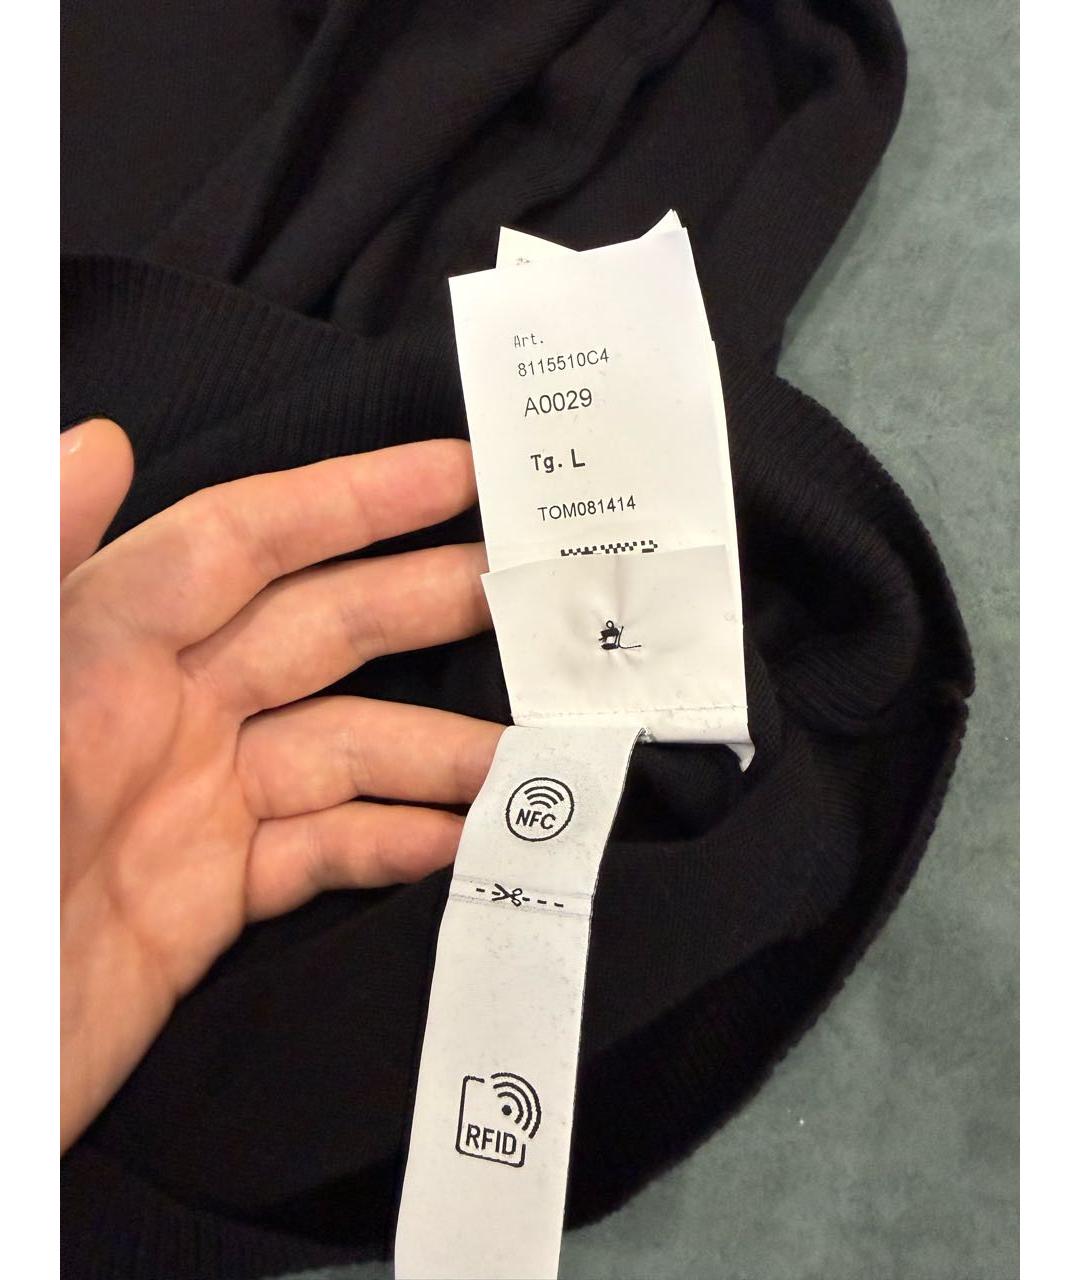 Art.
8115510C4
A0029
Tg. L
TOM081414
NFC
RFID